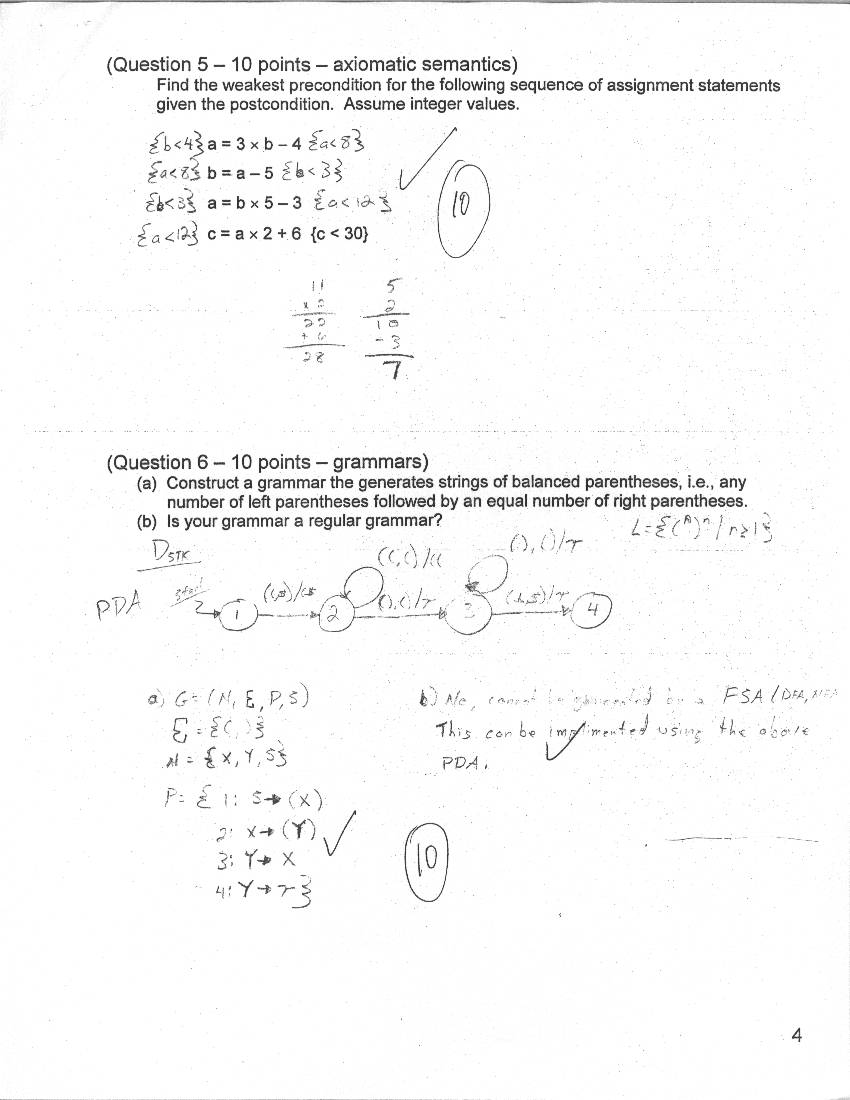 (Question 5 – 10 points – axiomatic semantics)
Find the weakest precondition for the following sequence of assignment statements
given the postcondition. Assume integer values.
{b<4} a = 3 x b – 4 {a<8}
{a<8} b = a – 5 {b<3}
{b<3} a = b x 5 – 3 {a<12}
{a<12} c = a x 2 + 6 {c < 30}
10
11 5
x 2 2
22 10
+ 6 - 3
28 7
(Question 6 – 10 points – grammars)
(a) Construct a grammar the generates strings of balanced parentheses, i.e., any
number of left parentheses followed by an equal number of right parentheses.
(b) Is your grammar a regular grammar?
L={(ⁿ)ⁿ | n≥1}
DSTK
PDA
1 2 3 4
a) G=(N, Σ, P, S)
Σ={(, )}
N = {X, Y, S}
P= { 1: S→(X)
2: X→(Y)
3: Y→X
4: Y→τ}
b) No, cannot be generated by a FSA (DFA, NFA
This can be implimented using the above
PDA.
10
4